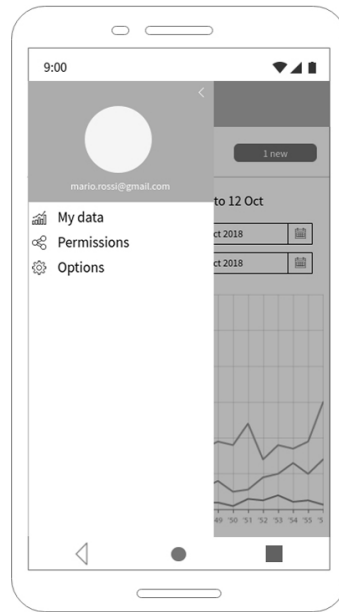 9:00
mario.rossi@gmail.com
1 new
My data
to 12 Oct
Permissions
ct 2018
Options
ct 2018
49 '50 '51 '52 '53 '54 '55 '5